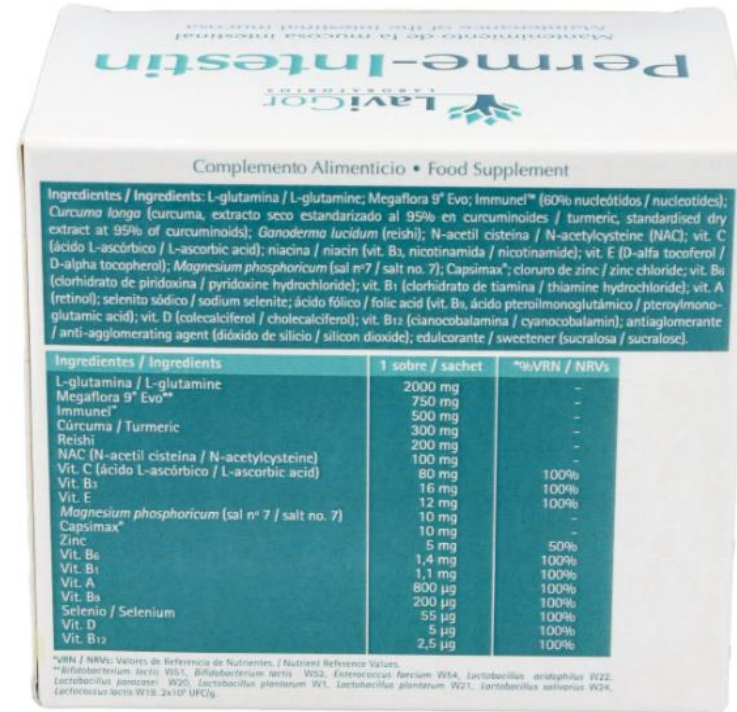 Maintenance of the intestinal mucosa
Mantenimiento de la mucosa intestinal
Perme-Intestin
LABORATORIOS
LaviGor
Complemento Alimenticio • Food Supplement
Ingredientes / Ingredients: L-glutamina / L-glutamine; Megaflora 9® Evo; Immunel™ (60% nucleótidos / nucleotides);
Curcuma longa (curcuma, extracto seco estandarizado al 95% en curcuminoides / turmeric, standardised dry
extract at 95% of curcuminoids); Ganoderma lucidum (reishi); N-acetil cisteína / N-acetylcysteine (NAC); vit. C
(ácido L-ascórbico / L-ascorbic acid); niacina / niacin (vit. B3, nicotinamida / nicotinamide); vit. E (D-alfa tocoferol /
D-alpha tocopherol); Magnesium phosphoricum (sal nº7 / salt no. 7); Capsimax®; cloruro de zinc / zinc chloride; vit. B6
(clorhidrato de piridoxina / pyridoxine hydrochloride); vit. B1 (clorhidrato de tiamina / thiamine hydrochloride); vit. A
(retinol); selenito sódico / sodium selenite; ácido fólico / folic acid (vit. B9, ácido pteroilmonoglutámico / pteroylmono-
glutamic acid); vit. D (colecalciferol / cholecalciferol); vit. B12 (cianocobalamina / cyanocobalamin); antiaglomerante
/ anti-agglomerating agent (dióxido de silicio / silicon dioxide); edulcorante / sweetener (sucralosa / sucralose).
Ingredientes / Ingredients 1 sobre / sachet *%VRN / NRVs
L-glutamina / L-glutamine 2000 mg -
Megaflora 9® Evo** 750 mg -
Immunel™ 500 mg -
Cúrcuma / Turmeric 300 mg -
Reishi 200 mg -
NAC (N-acetil cisteína / N-acetylcysteine) 100 mg -
Vit. C (ácido L-ascórbico / L-ascorbic acid) 80 mg 100%
Vit. B3 16 mg 100%
Vit. E 12 mg 100%
Magnesium phosphoricum (sal nº 7 / salt no. 7) 10 mg -
Capsimax® 10 mg -
Zinc 5 mg 50%
Vit. B6 1,4 mg 100%
Vit. B1 1,1 mg 100%
Vit. A 800 µg 100%
Vit. B9 200 µg 100%
Selenio / Selenium 55 µg 100%
Vit. D 5 µg 100%
Vit. B12 2,5 µg 100%
*VRN / NRVs: Valores de Referencia de Nutrientes. / Nutrient Reference Values.
**Bifidobacterium lactis W51, Bifidobacterium lactis W52, Enterococcus faecium W54, Lactobacillus acidophilus W22,
Lactobacillus paracasei W20, Lactobacillus plantarum W1, Lactobacillus plantarum W21, Lactobacillus salivarius W24,
Lactococcus lactis W19. 2x10⁹ UFC/g.